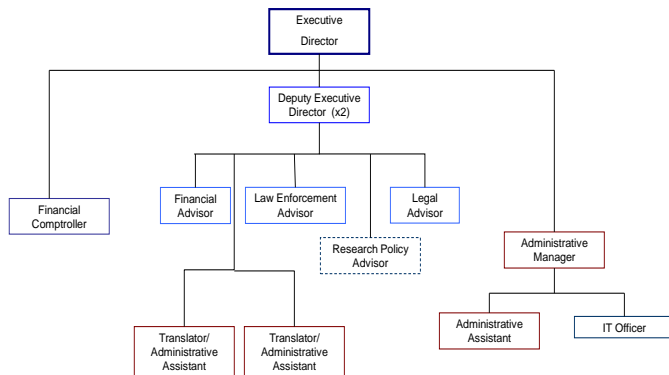 Executive
Director
Deputy Executive
Director (x2)
Financial
Advisor
Law Enforcement
Advisor
Legal
Advisor
Financial
Comptroller
Research Policy
Advisor
Administrative
Manager
Translator/
Administrative
Assistant
Translator/
Administrative
Assistant
Administrative
Assistant
IT Officer